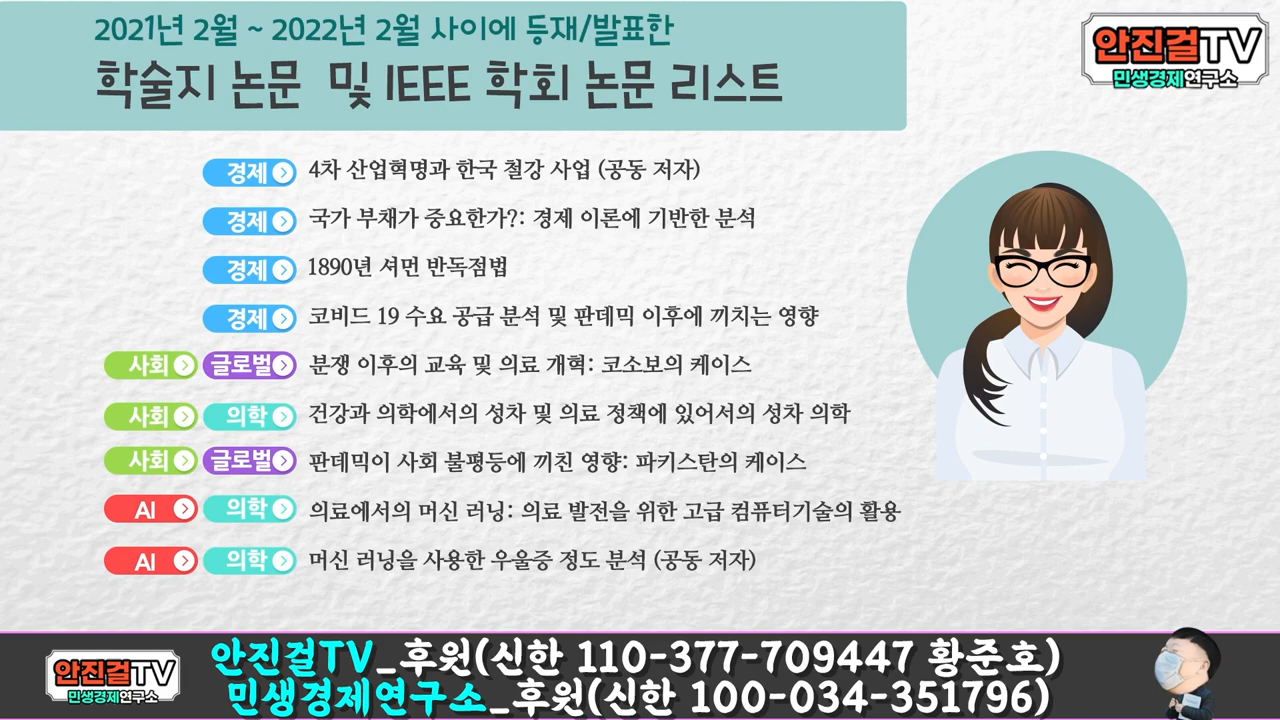 2021년 2월 ~ 2022년 2월 사이에 등재/발표한
학술지 논문 및 IEEE 학회 논문 리스트
안진걸TV
민생경제연구소
경제 4차 산업혁명과 한국 철강 사업 (공동 저자)
경제 국가 부채가 중요한가?: 경제 이론에 기반한 분석
경제 1890년 셔먼 반독점법
경제 코비드 19 수요 공급 분석 및 판데믹 이후에 끼치는 영향
사회 글로벌 분쟁 이후의 교육 및 의료 개혁: 코소보의 케이스
사회 의학 건강과 의학에서의 성차 및 의료 정책에 있어서의 성차 의학
사회 글로벌 판데믹이 사회 불평등에 끼친 영향: 파키스탄의 케이스
AI 의학 의료에서의 머신 러닝: 의료 발전을 위한 고급 컴퓨터기술의 활용
AI 의학 머신 러닝을 사용한 우울증 정도 분석 (공동 저자)
안진걸TV
민생경제연구소
안진걸TV_후원(신한 110-377-709447 황준호)
민생경제연구소_후원(신한 100-034-351796)